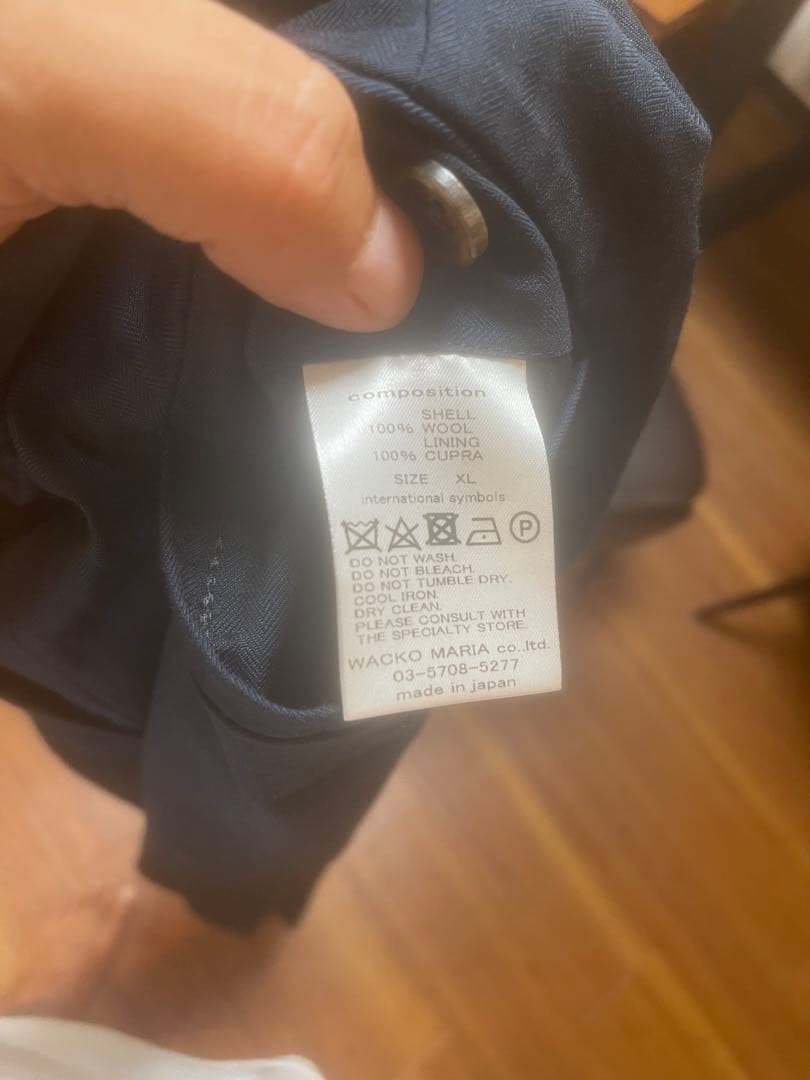 composition
SHELL
100% WOOL
LINING
100% CUPRA
SIZE XL
international symbols
P
DO NOT WASH.
DO NOT BLEACH.
DO NOT TUMBLE DRY.
COOL IRON.
DRY CLEAN.
PLEASE CONSULT WITH
THE SPECIALTY STORE.
WACKO MARIA co.,ltd.
03-5708-5277
made in japan